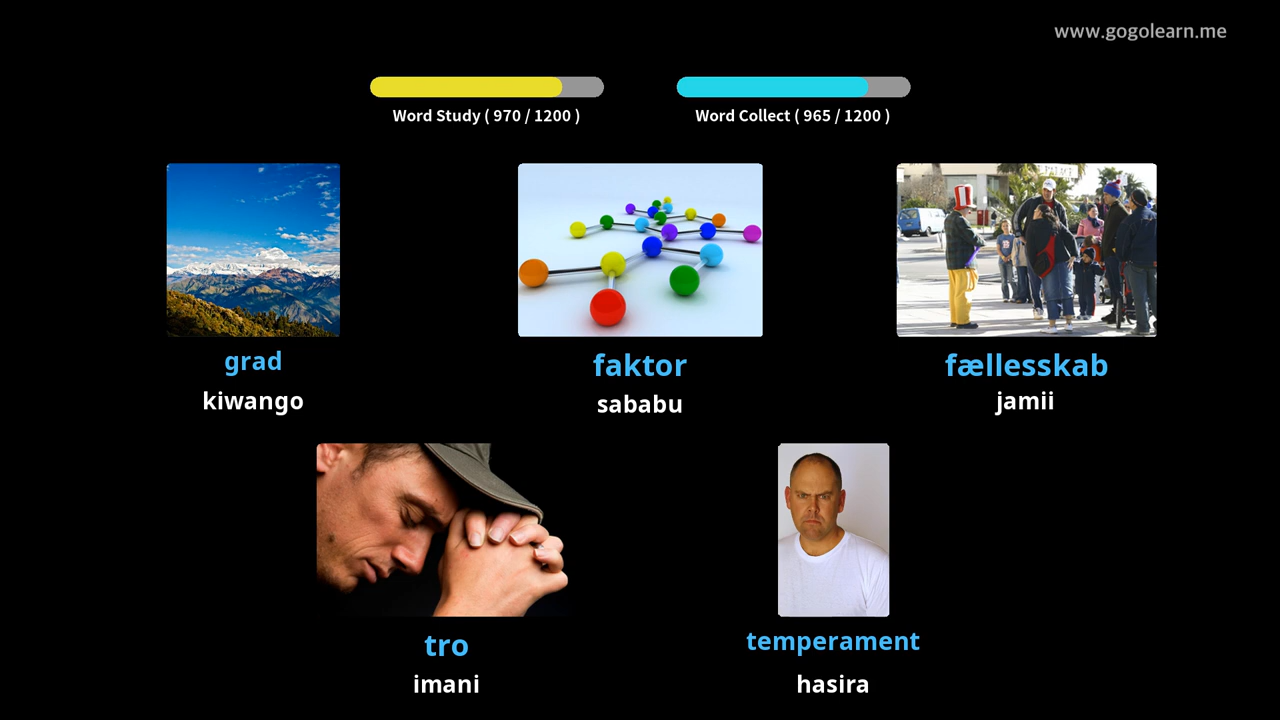 www.gogolearn.me
Word Study ( 970 / 1200 )
Word Collect ( 965 / 1200 )
grad
kiwango
faktor
sababu
fællesskab
jamii
tro
imani
temperament
hasira